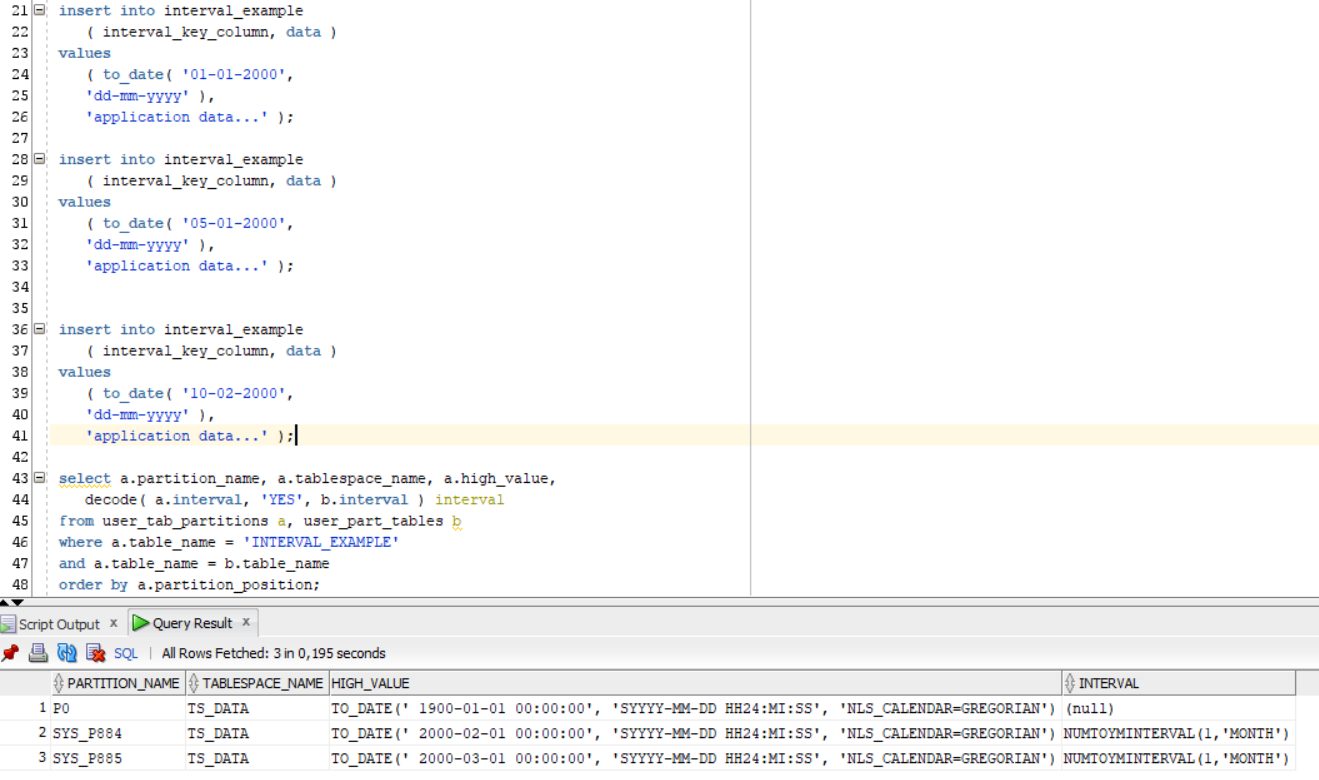 21 insert into interval_example
22 ( interval_key_column, data )
23 values
24 ( to_date( '01-01-2000',
25 'dd-mm-yyyy' ),
26 'application data...' );
27
28 insert into interval_example
29 ( interval_key_column, data )
30 values
31 ( to_date( '05-01-2000',
32 'dd-mm-yyyy' ),
33 'application data...' );
34
35
36 insert into interval_example
37 ( interval_key_column, data )
38 values
39 ( to_date( '10-02-2000',
40 'dd-mm-yyyy' ),
41 'application data...' );
42
43 select a.partition_name, a.tablespace_name, a.high_value,
44 decode( a.interval, 'YES', b.interval ) interval
45 from user_tab_partitions a, user_part_tables b
46 where a.table_name = 'INTERVAL_EXAMPLE'
47 and a.table_name = b.table_name
48 order by a.partition_position;
Script Output x Query Result x
SQL | All Rows Fetched: 3 in 0,195 seconds
PARTITION_NAME TABLESPACE_NAME HIGH_VALUE INTERVAL
1 P0 TS_DATA TO_DATE(' 1900-01-01 00:00:00', 'SYYYY-MM-DD HH24:MI:SS', 'NLS_CALENDAR=GREGORIAN') (null)
2 SYS_P884 TS_DATA TO_DATE(' 2000-02-01 00:00:00', 'SYYYY-MM-DD HH24:MI:SS', 'NLS_CALENDAR=GREGORIAN') NUMTOYMINTERVAL(1,'MONTH')
3 SYS_P885 TS_DATA TO_DATE(' 2000-03-01 00:00:00', 'SYYYY-MM-DD HH24:MI:SS', 'NLS_CALENDAR=GREGORIAN') NUMTOYMINTERVAL(1,'MONTH')